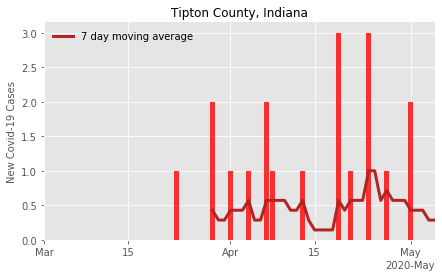 Tipton County, Indiana
7 day moving average
New Covid-19 Cases
3.0
2.5
2.0
1.5
1.0
0.5
0.0
Mar
15
Apr
15
May
2020-May